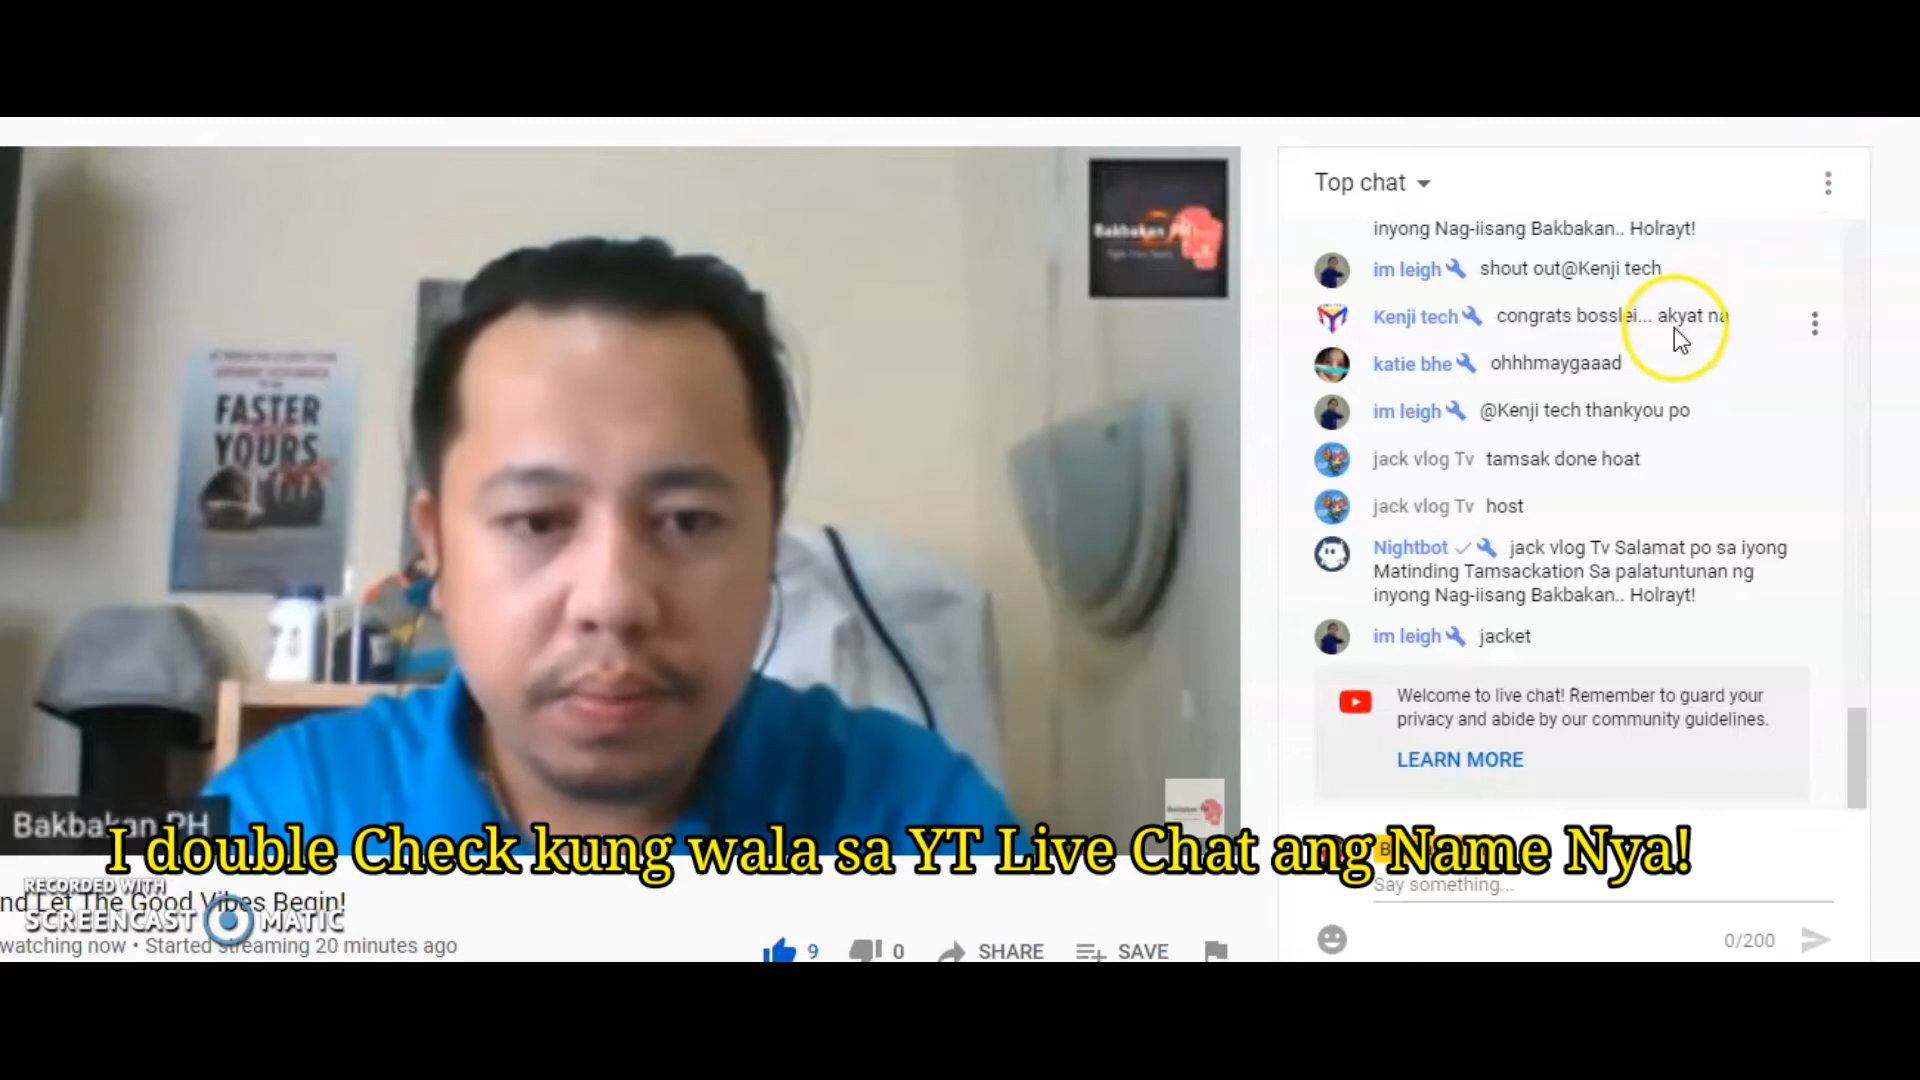 Top chat
inyong Nag-iisang Bakbakan.. Holrayt!
im leigh shout out@Kenji tech
Kenji tech congrats bosslei... akyat na
katie bhe ohhhmaygaaad
im leigh @Kenji tech thankyou po
jack vlog Tv tamsak done hoat
jack vlog Tv host
Nightbot jack vlog Tv Salamat po sa iyong
Matinding Tamsackation Sa palatuntunan ng
inyong Nag-iisang Bakbakan.. Holrayt!
im leigh jacket
Welcome to live chat! Remember to guard your
privacy and abide by our community guidelines.
LEARN MORE
Say something...
0/200
Bakbakan PH
FASTER
YOURS
Bakbakan PH
I double Check kung wala sa YT Live Chat ang Name Nya!
RECORDED WITH
SCREENCAST MATIC
nd Let The Good Vibes Begin!
watching now • Started streaming 20 minutes ago
9 0 SHARE SAVE